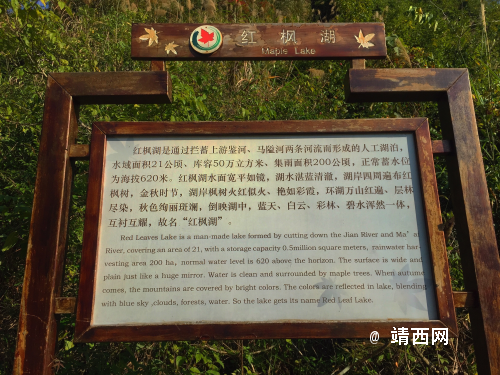 红枫湖
Maple Lake
红枫湖是通过拦蓄上游鉴河、马隘河两条河流而形成的人工湖泊，
水域面积21公顷、库容50万立方米、集雨面积200公顷，正常蓄水位
为海拔620米。红枫湖水面宽平如镜，湖水湛蓝清澈，湖岸四周遍布红
枫树，金秋时节，湖岸枫树火红似火、艳如彩霞，环湖万山红遍、层林
尽染，秋色绚丽斑斓，倒映湖中，蓝天、白云、彩林、碧水浑然一体，
互衬互耀，故名“红枫湖”。
Red Leaves Lake is a man-made lake formed by cutting down the Jian River and Ma'
River, covering an area of 21, with a storage capacity 0.5million square meters, rainwater har-
vesting area 200 ha, normal water level is 620 above the horizon. The surface is wide and
plain just like a huge mirror. Water is clean and surrounded by maple trees. When autumn
comes, the mountains are covered by bright colors. The colors are reflected in lake, blending
with blue sky ,clouds, forests, water. So the lake gets its name Red Leaf Lake.
@ 靖西网